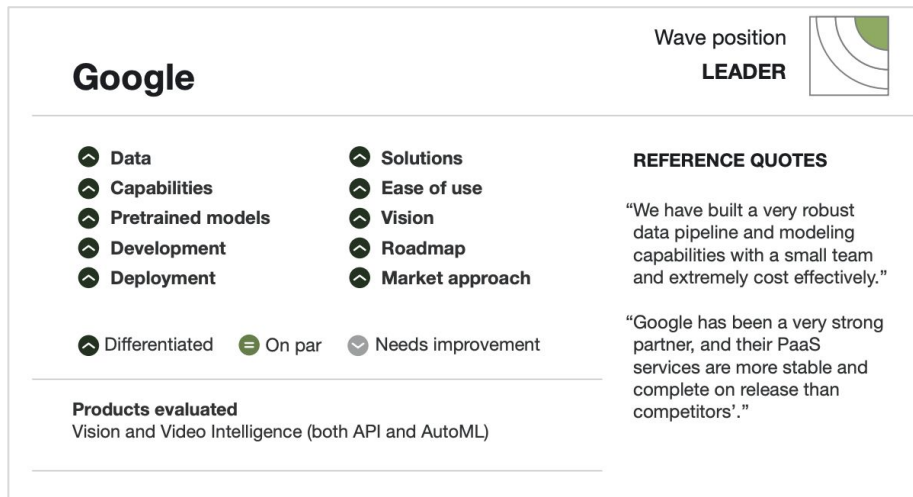 Google
Wave position
LEADER
Data
Capabilities
Pretrained models
Development
Deployment
Solutions
Ease of use
Vision
Roadmap
Market approach
Differentiated
On par
Needs improvement
Products evaluated
Vision and Video Intelligence (both API and AutoML)
REFERENCE QUOTES
“We have built a very robust
data pipeline and modeling
capabilities with a small team
and extremely cost effectively.”
“Google has been a very strong
partner, and their PaaS
services are more stable and
complete on release than
competitors’.”